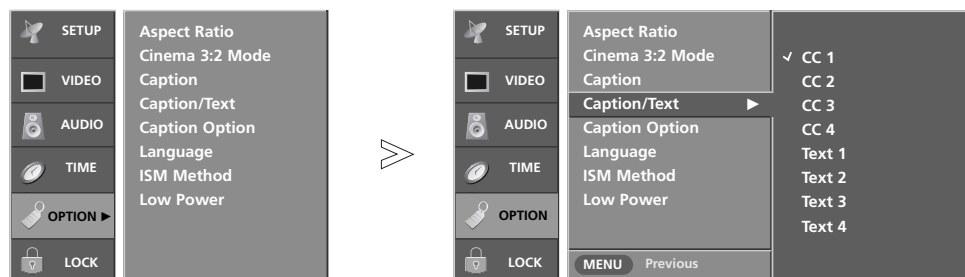 SETUP
VIDEO
AUDIO
TIME
OPTION
LOCK
Aspect Ratio
Cinema 3:2 Mode
Caption
Caption/Text
Caption Option
Language
ISM Method
Low Power
SETUP
VIDEO
AUDIO
TIME
OPTION
LOCK
Aspect Ratio
Cinema 3:2 Mode
Caption
Caption/Text
Caption Option
Language
ISM Method
Low Power
MENU Previous
CC 1
CC 2
CC 3
CC 4
Text 1
Text 2
Text 3
Text 4